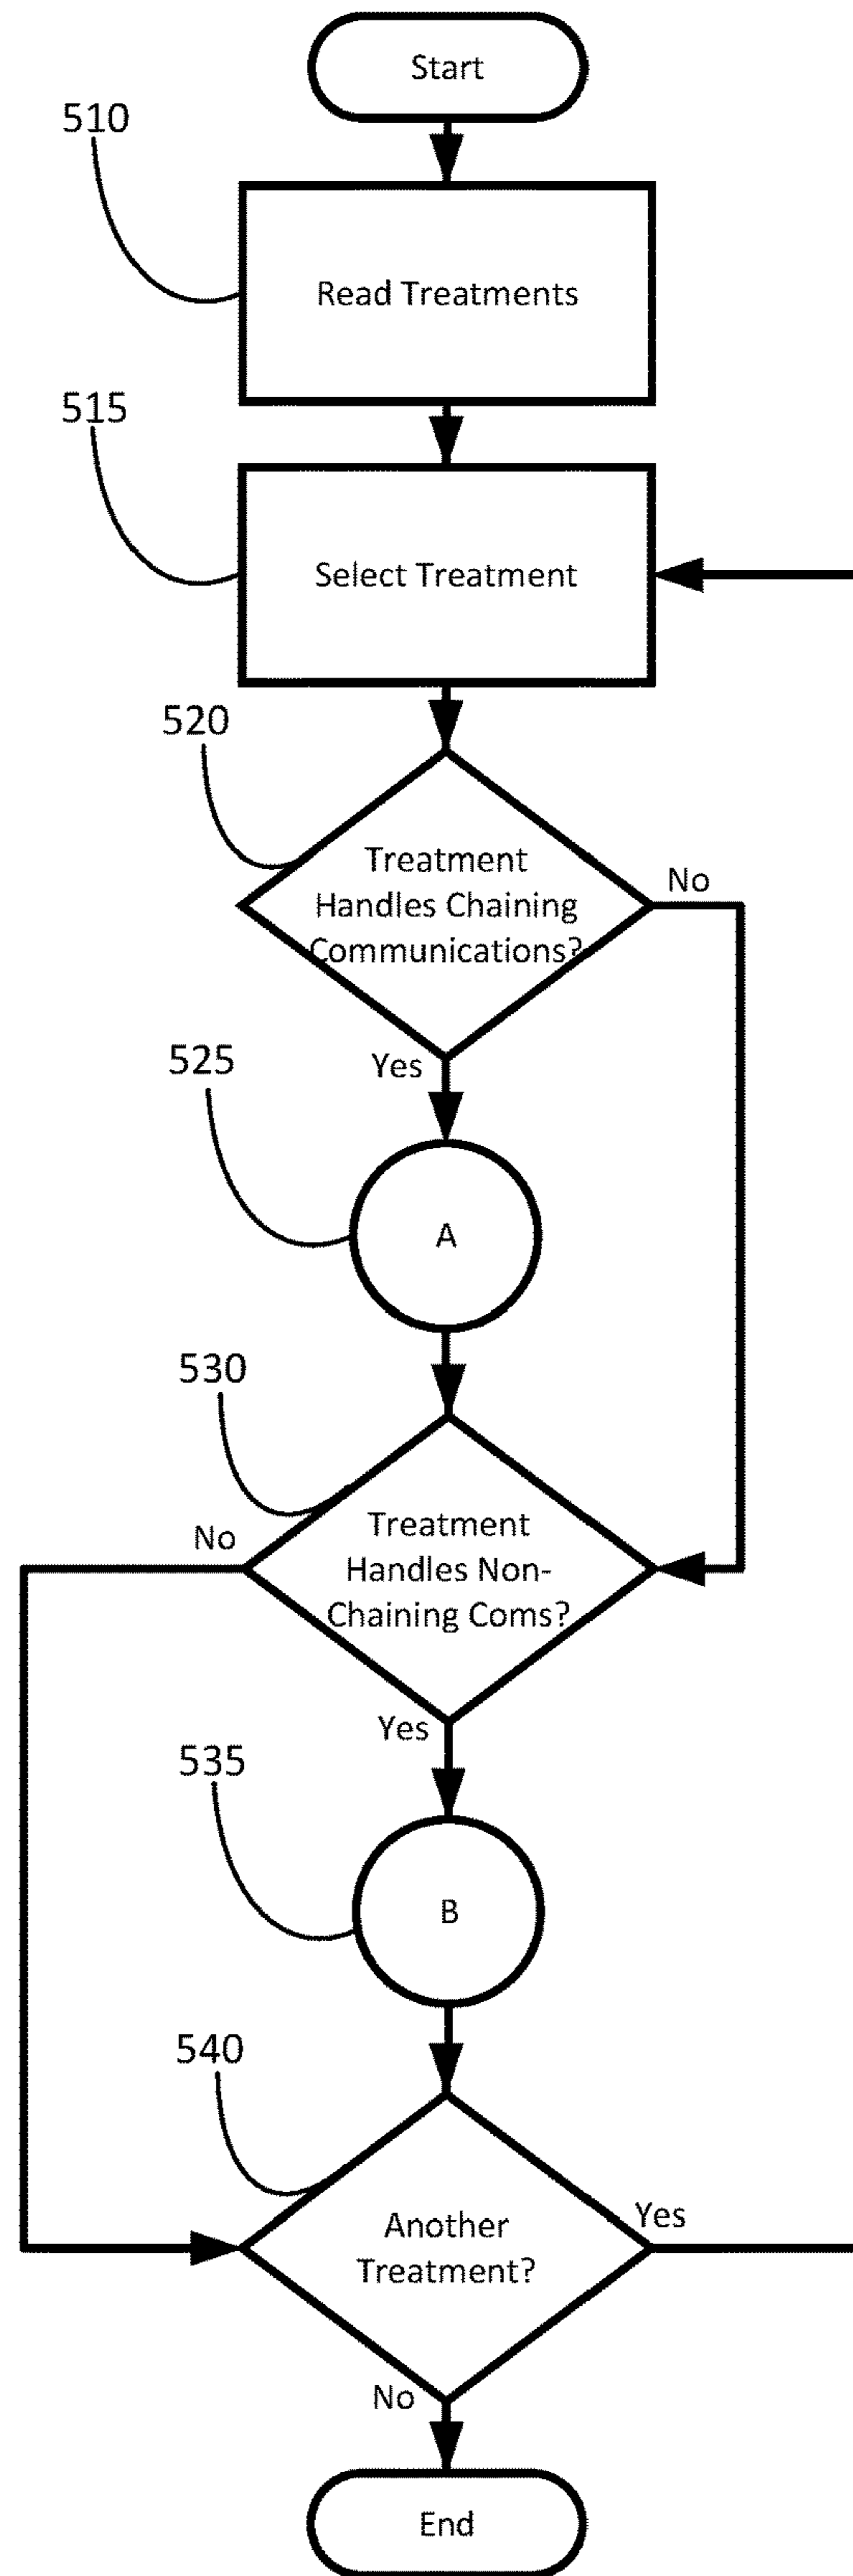 Start
510
Read Treatments
515
Select Treatment
520
Treatment
Handles Chaining
Communications?
No
Yes
525
A
530
No
Treatment
Handles Non-
Chaining Coms?
Yes
535
B
540
Another
Treatment?
Yes
No
End